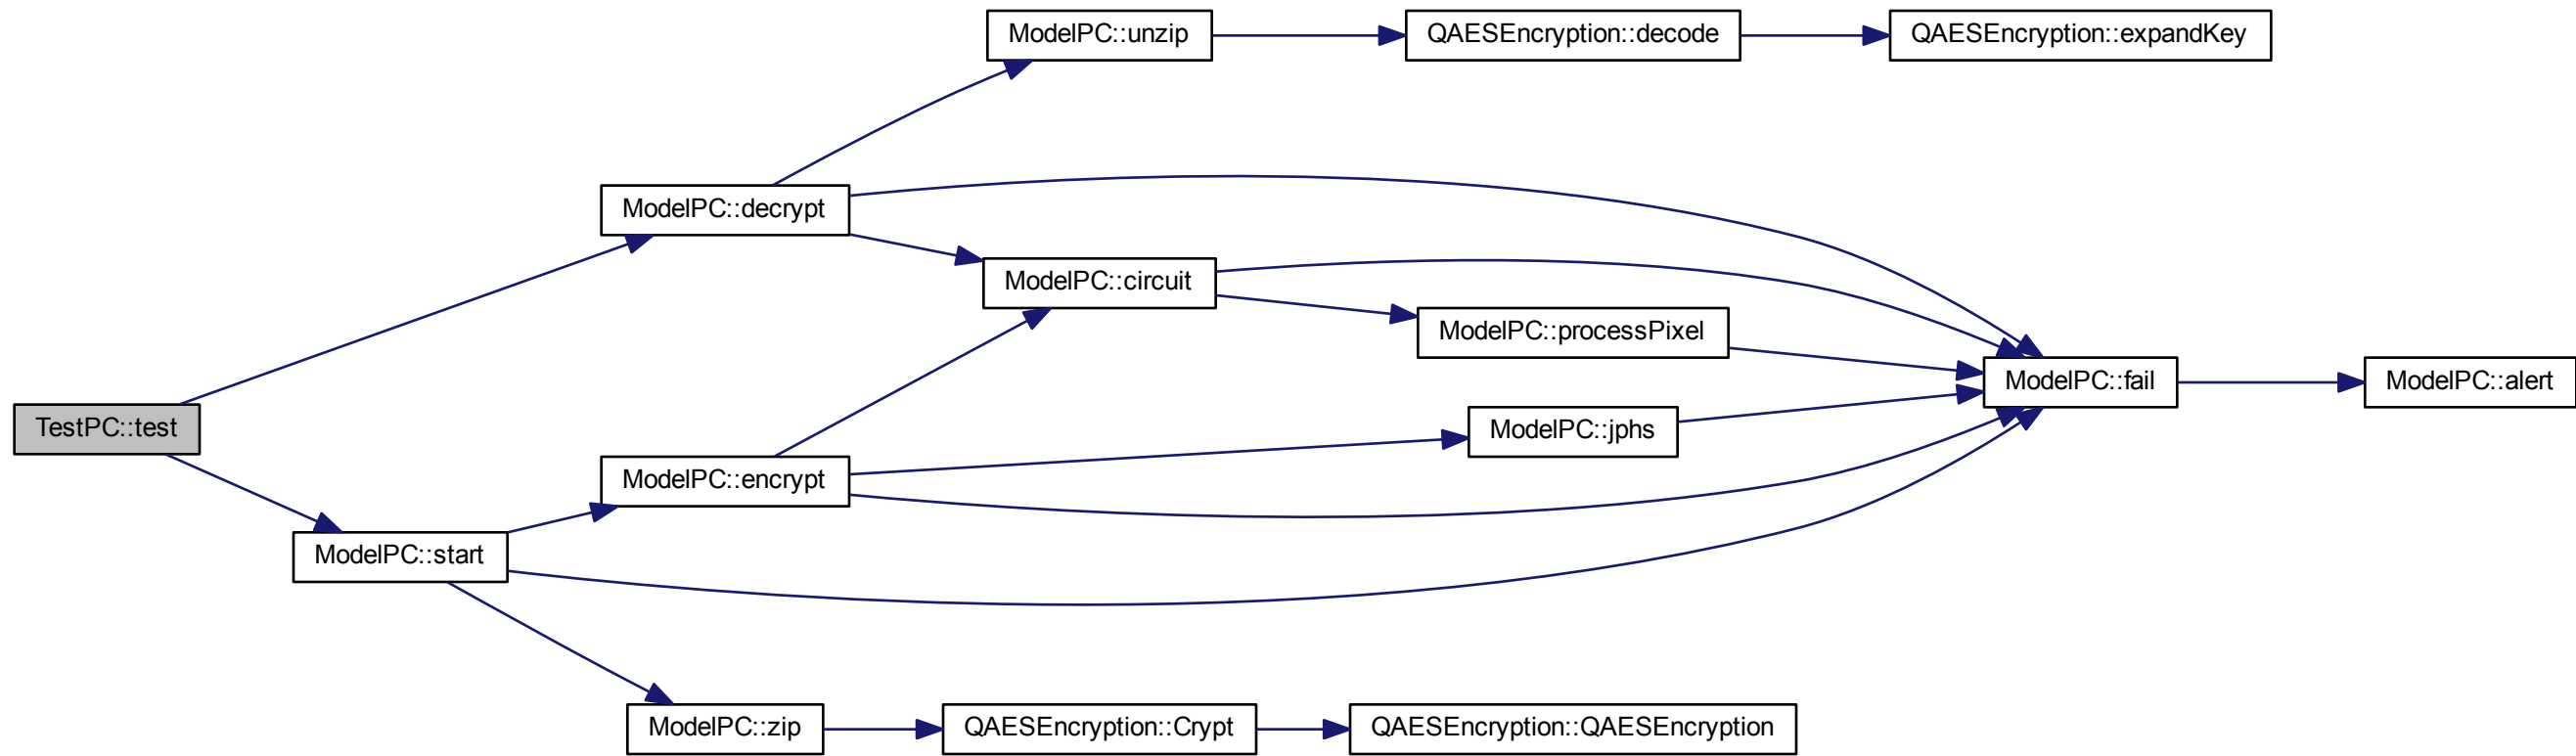 ModelPC::unzip
QAESEncryption::decode
QAESEncryption::expandKey
ModelPC::decrypt
ModelPC::circuit
ModelPC::processPixel
ModelPC::fail
ModelPC::alert
TestPC::test
ModelPC::jphs
ModelPC::encrypt
ModelPC::start
ModelPC::zip
QAESEncryption::Crypt
QAESEncryption::QAESEncryption